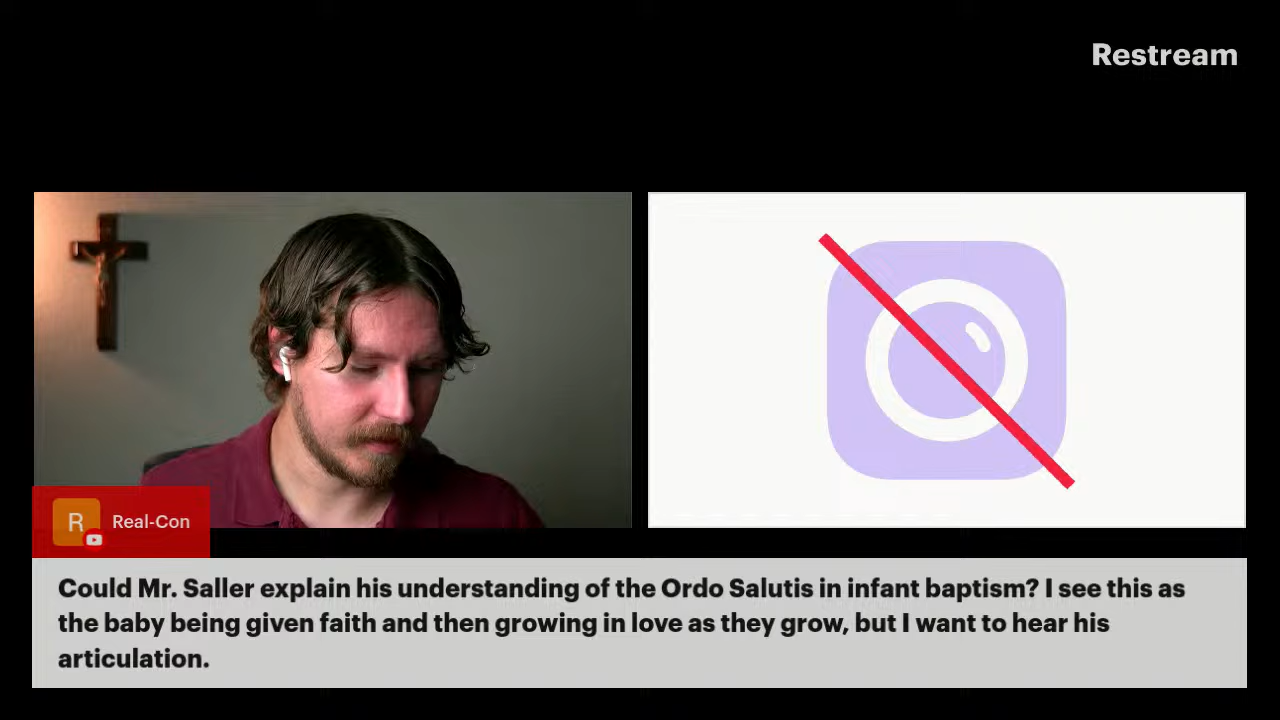 Restream
R
Real-Con
Could Mr. Saller explain his understanding of the Ordo Salutis in infant baptism? I see this as
the baby being given faith and then growing in love as they grow, but I want to hear his
articulation.